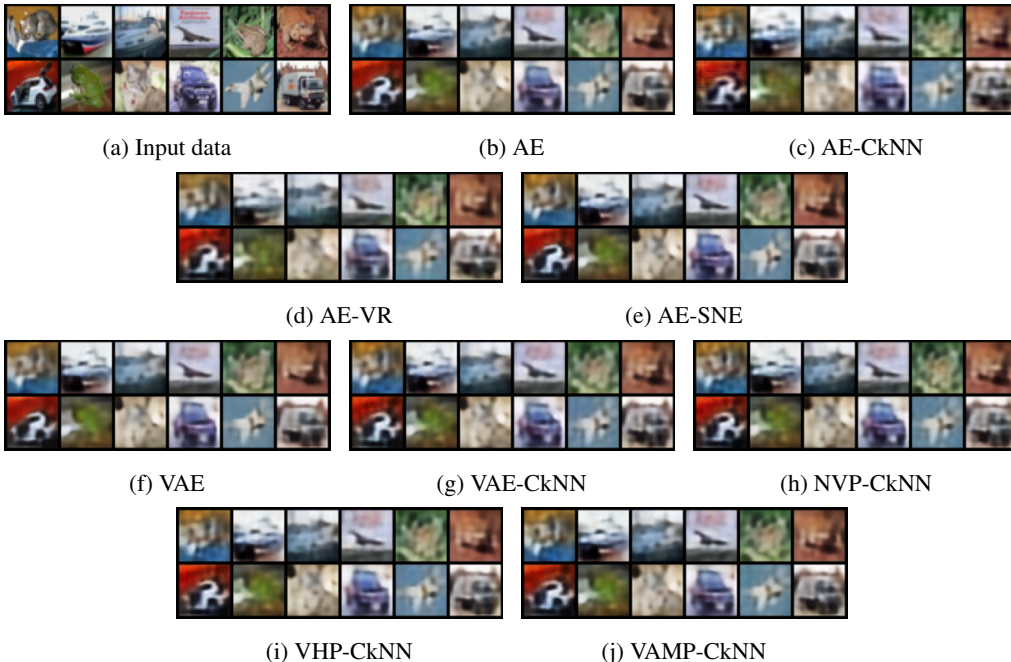 (a) Input data
(b) AE
(c) AE-CkNN
(d) AE-VR
(e) AE-SNE
(f) VAE
(g) VAE-CkNN
(h) NVP-CkNN
(i) VHP-CkNN
(j) VAMP-CkNN